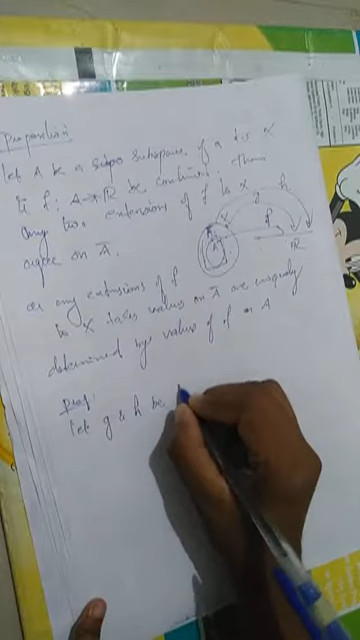 Proposition
Let A be a subspace of a t.s X
& f: A → R be continuous. Then
any two extensions of f to X
agree on Ā.
or any extensions of f
to X takes values on Ā are uniquely
determined by values of f on A
Proof:
Let g & h be
X
g
h
f
A
R